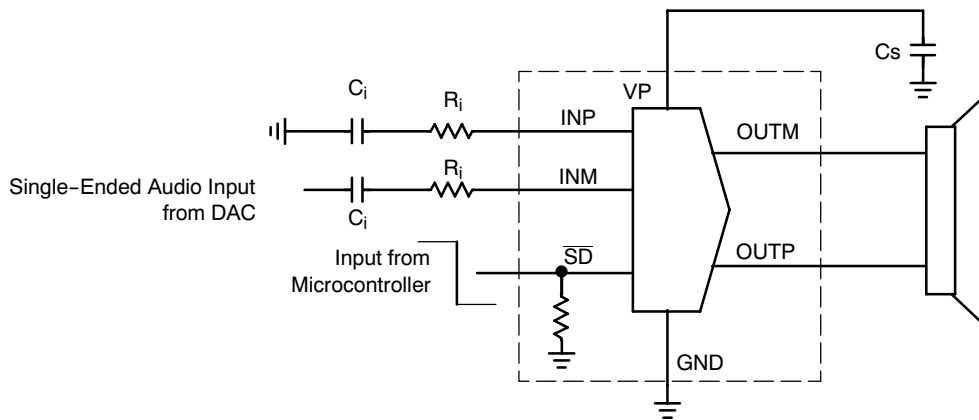 Cs
VP
Ci
Ri
INP
OUTM
Single-Ended Audio Input
from DAC
Ri
INM
Ci
Input from
Microcontroller
SD
OUTP
GND